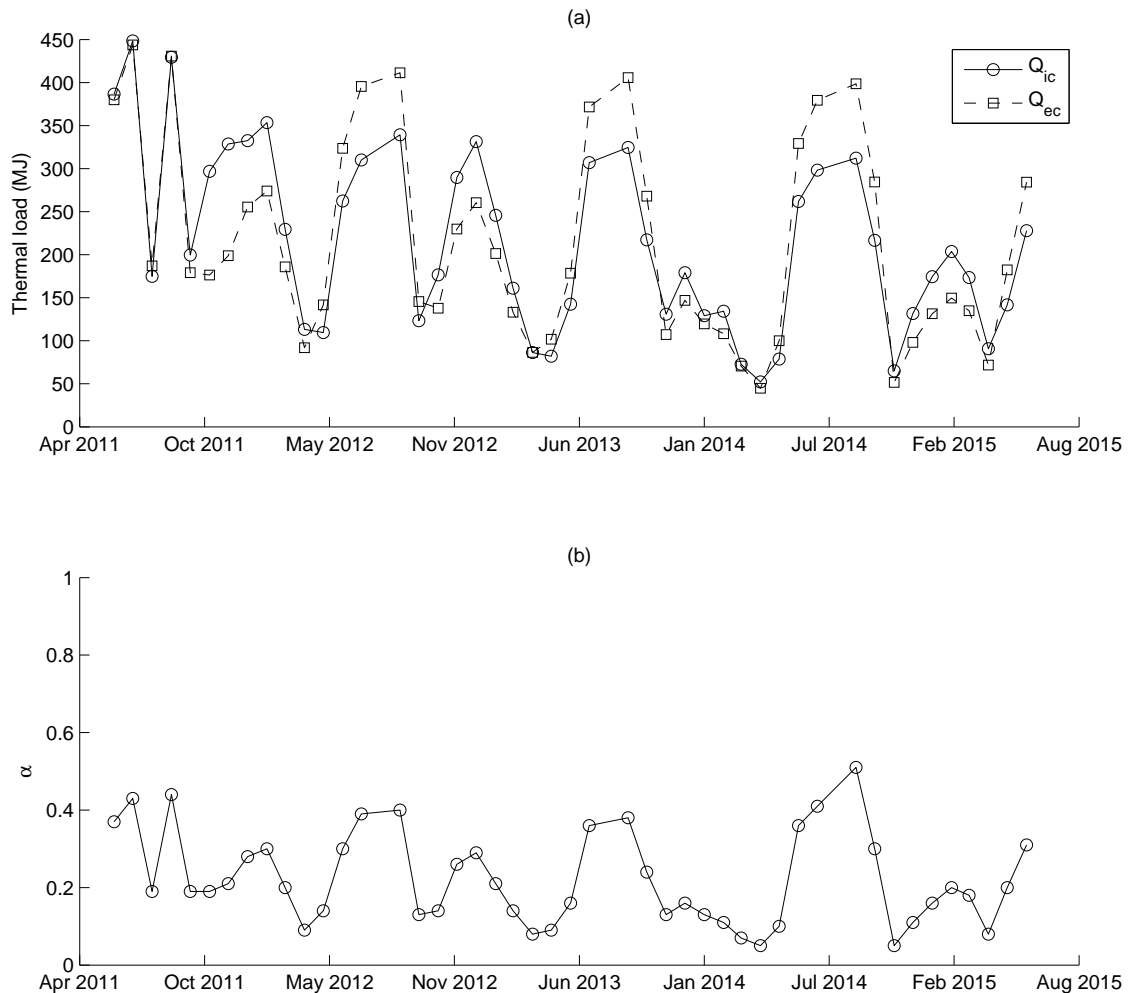 (a)
450
400
350
300
250
200
150
100
50
0
Thermal load (MJ)
Q_ic
Q_ec
Apr 2011 Oct 2011 May 2012 Nov 2012 Jun 2013 Jan 2014 Jul 2014 Feb 2015 Aug 2015
(b)
1
0.8
0.6
0.4
0.2
0
α
Apr 2011 Oct 2011 May 2012 Nov 2012 Jun 2013 Jan 2014 Jul 2014 Feb 2015 Aug 2015